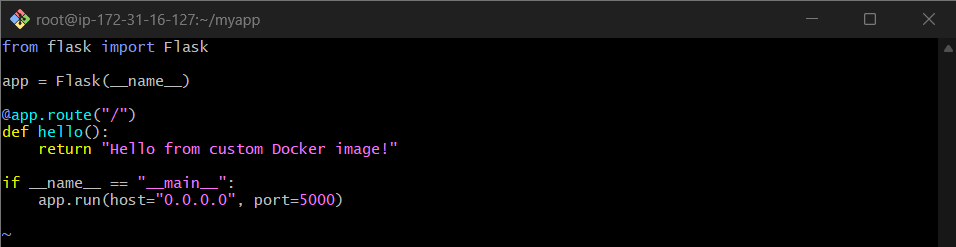 root@ip-172-31-16-127:~/myapp
from flask import Flask

app = Flask(__name__)

@app.route("/")
def hello():
    return "Hello from custom Docker image!"

if __name__ == "__main__":
    app.run(host="0.0.0.0", port=5000)

~